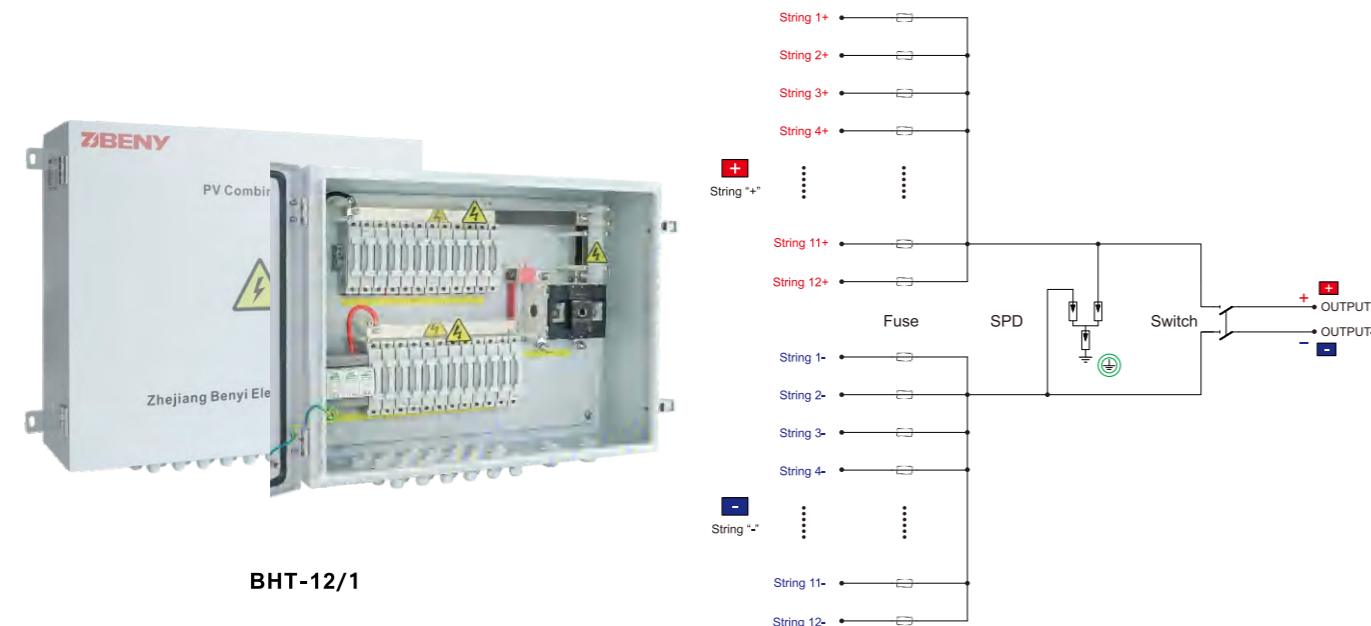 ZJBENY
PV Combin
Zhejiang Benyi Ele
BHT-12/1
String 1+
String 2+
String 3+
String 4+
+
String "+"
String 11+
String 12+
Fuse
SPD
Switch
+
+
OUTPUT
OUTPUT-
−
-
String 1-
String 2-
String 3-
String 4-
-
String "-"
String 11-
String 12-